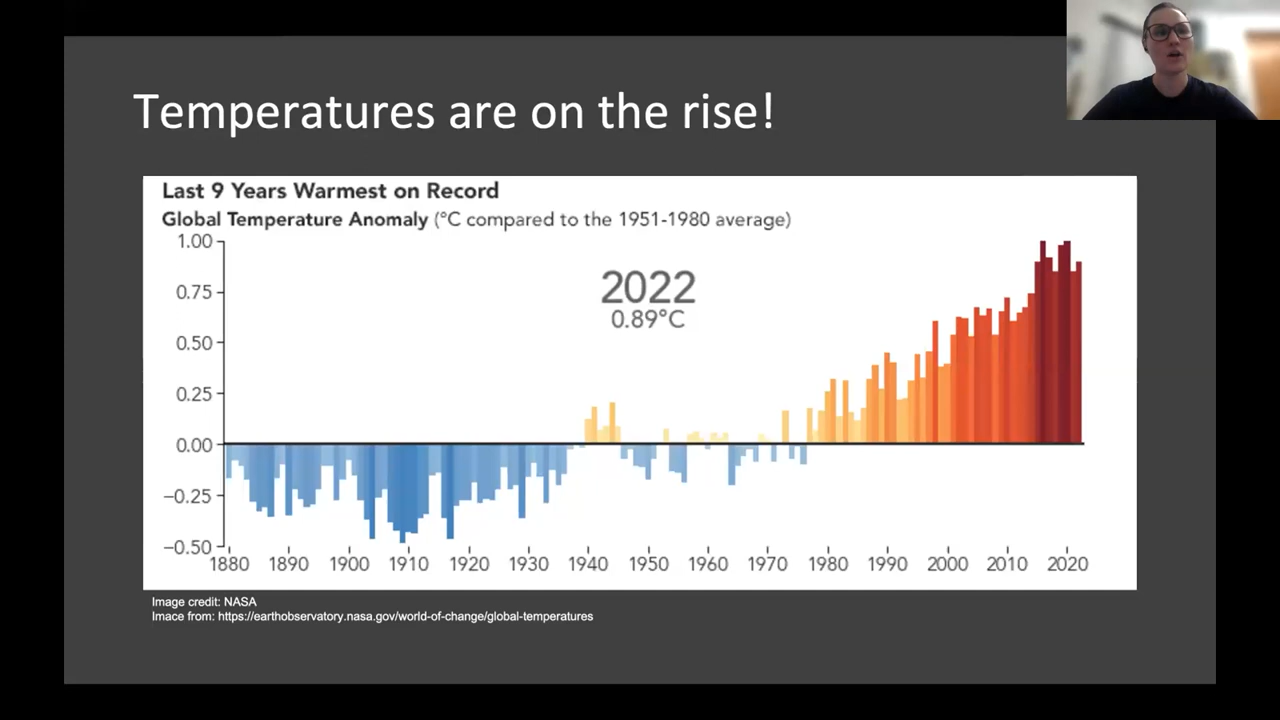 Temperatures are on the rise!
Last 9 Years Warmest on Record
Global Temperature Anomaly (°C compared to the 1951-1980 average)
1.00
2022
0.75
0.89°C
0.50
0.25
0.00
−0.25
−0.50
1880 1890 1900 1910 1920 1930 1940 1950 1960 1970 1980 1990 2000 2010 2020
Image credit: NASA
Imace from: https://earthobservatory.nasa.gov/world-of-change/global-temperatures